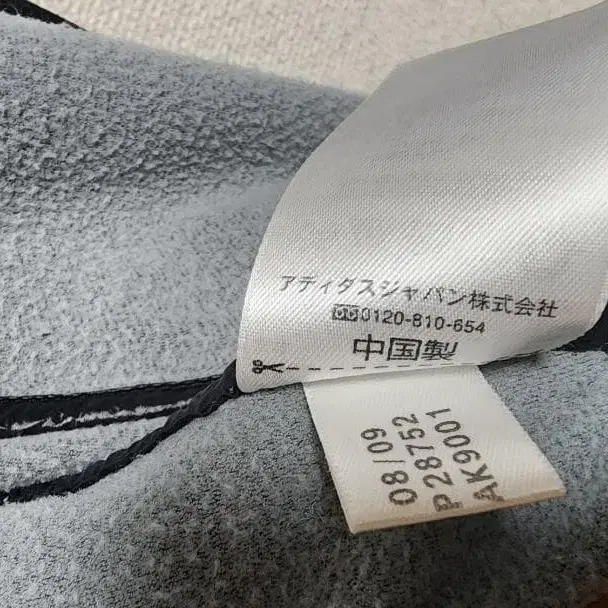 アディダスジャパン株式会社
0120-810-654
中国製
08/09
P28752
AK9001